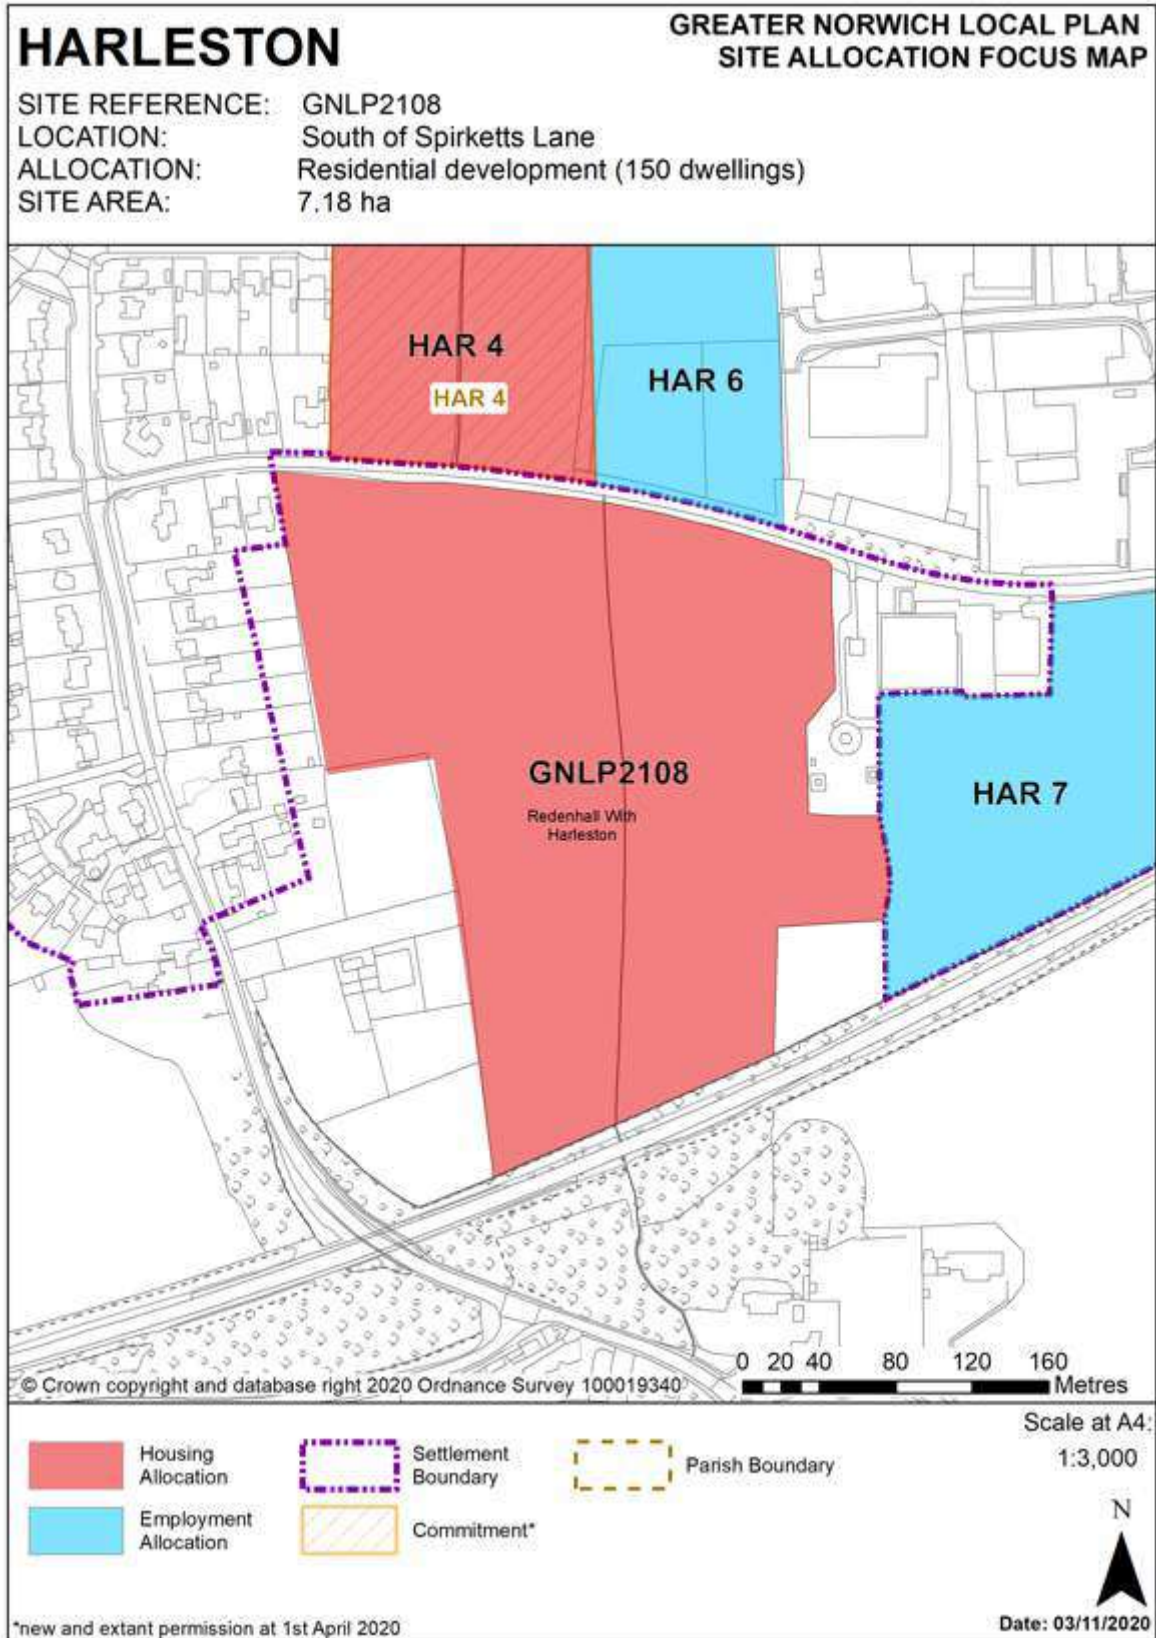 HARLESTON
GREATER NORWICH LOCAL PLAN
SITE ALLOCATION FOCUS MAP
SITE REFERENCE: GNLP2108
LOCATION: South of Spirketts Lane
ALLOCATION: Residential development (150 dwellings)
SITE AREA: 7.18 ha
HAR 4
HAR 4
HAR 6
GNLP2108
Redenhall With
Harleston
HAR 7
0 20 40 80 120 160
Metres
© Crown copyright and database right 2020 Ordnance Survey 100019340
Housing
Allocation
Settlement
Boundary
Parish Boundary
Employment
Allocation
Commitment*
Scale at A4:
1:3,000
N
*new and extant permission at 1st April 2020
Date: 03/11/2020